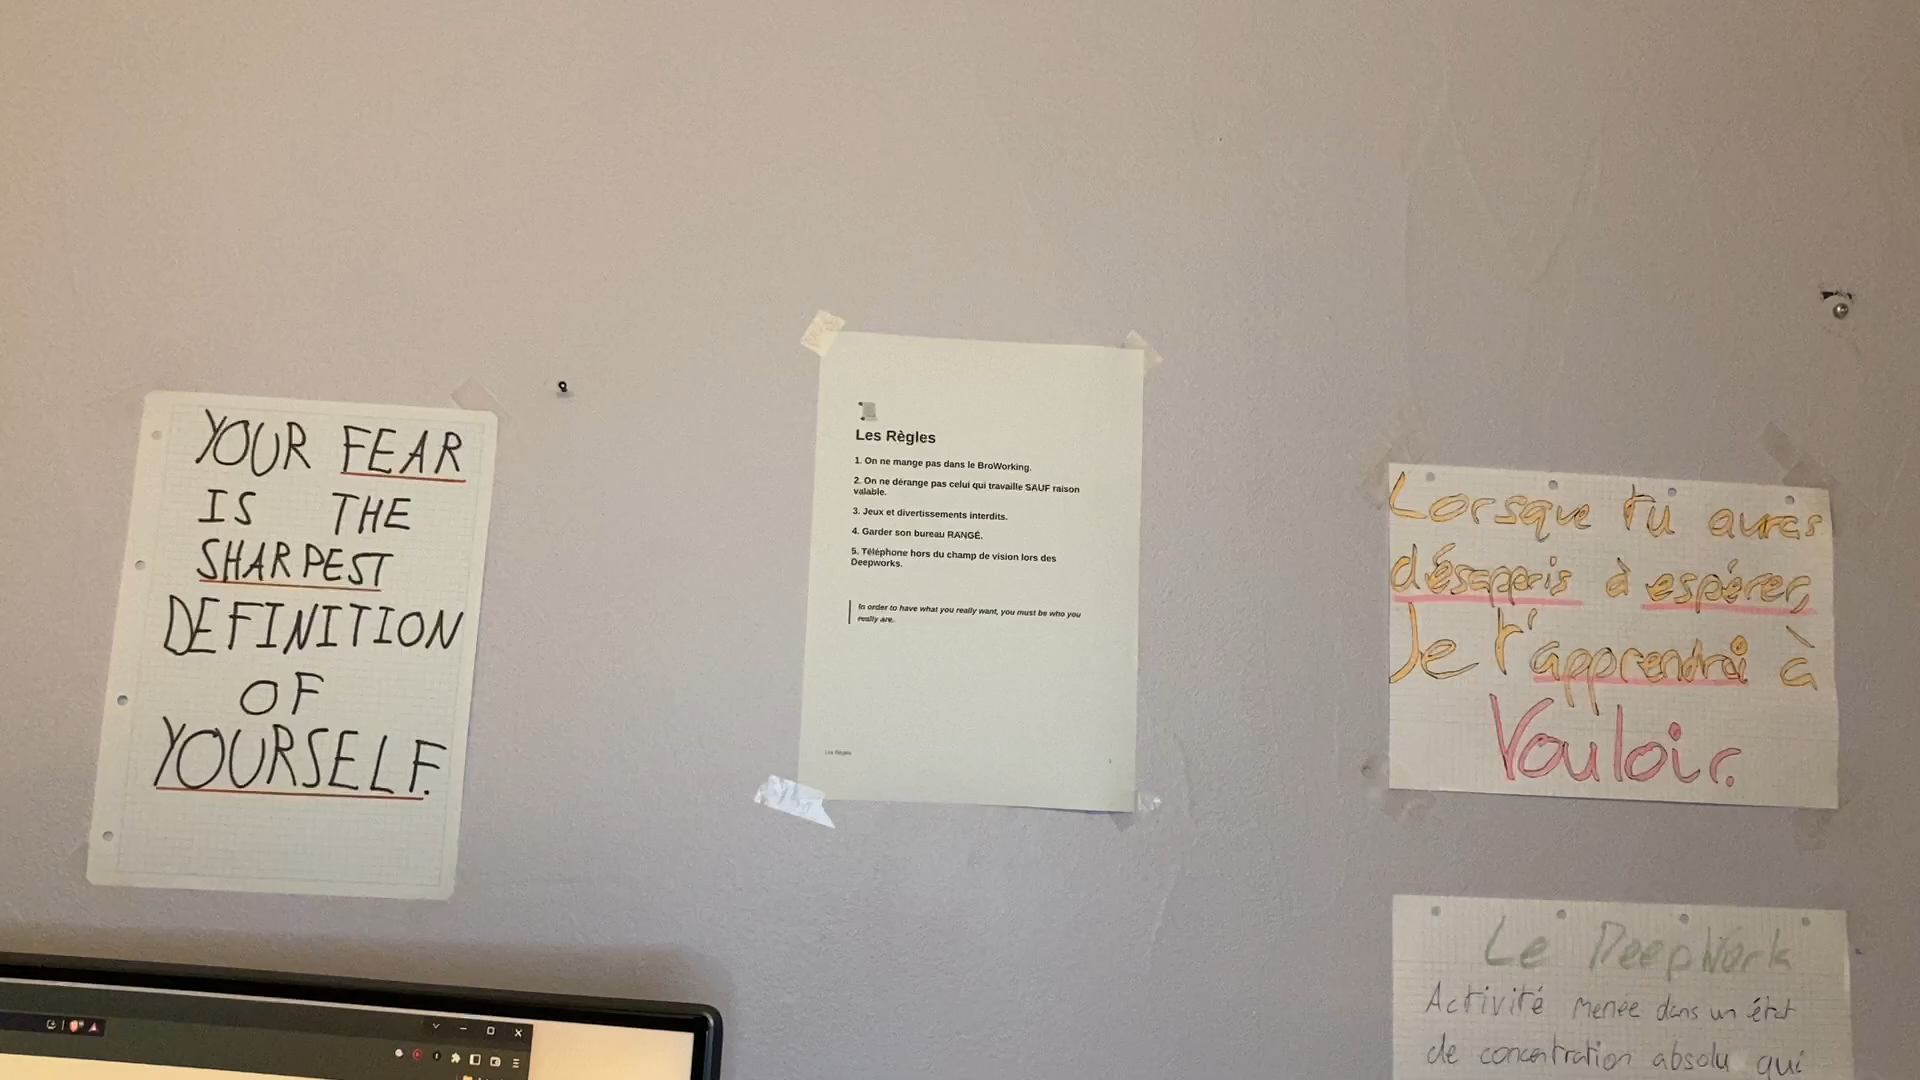 YOUR FEAR
IS THE
SHARPEST
DEFINITION
OF
YOURSELF.
Les Règles
1. On ne mange pas dans le BroWorking.
2. On ne dérange pas celui qui travaille SAUF raison
valable.
3. Jeux et divertissements interdits.
4. Garder son bureau RANGÉ.
5. Téléphone hors du champ de vision lors des
Deepworks.
In order to have what you really want, you must be who you
really are.
Les Règles
1
Lorsque tu auras
désappris à espérer,
Je t'apprendrai à
Vouloir.
Le DeepWork
Activité menée dans un état
de concentration absolu qui